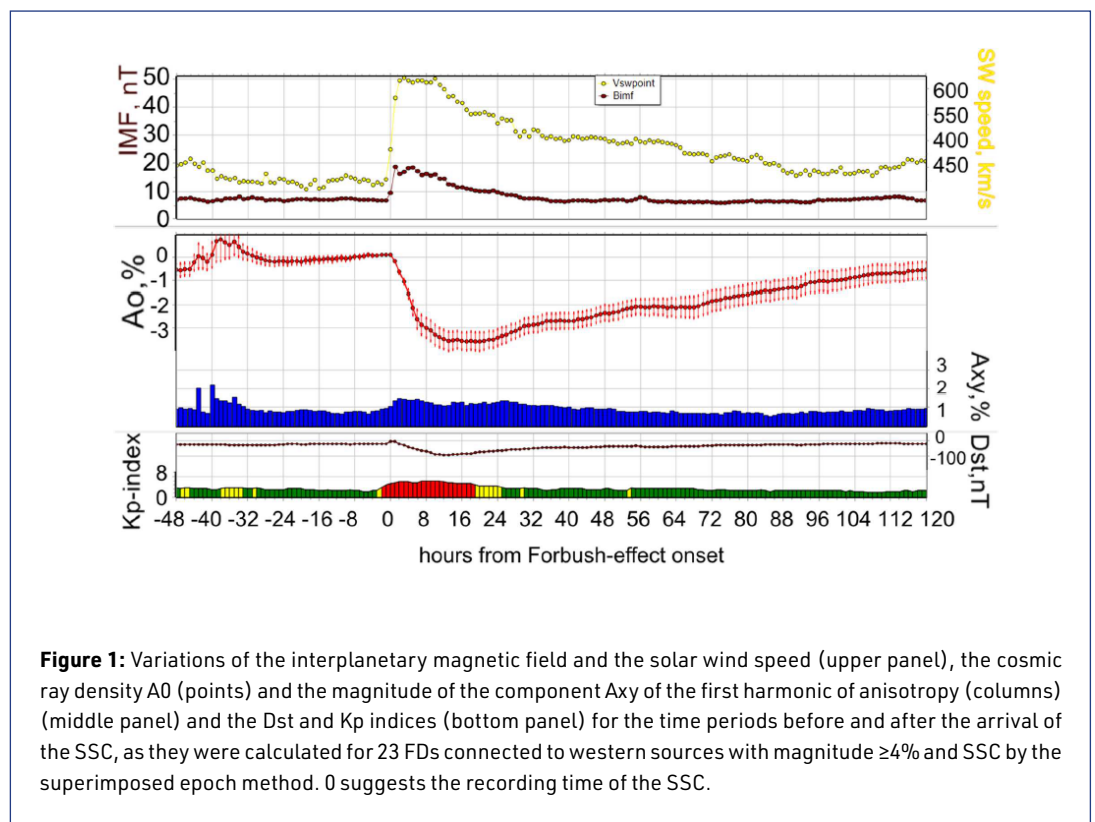 IMF, nT
50
40
30
20
10
0
Vswpoint
Bimf
600
550
400
450
SW speed, km/s
Ao,%
0
-1
-2
-3
3
2
1
Axy,%
Kp-index
8
0
0
-100
Dst,nT
-48 -40 -32 -24 -16 -8 0 8 16 24 32 40 48 56 64 72 80 88 96 104 112 120
hours from Forbush-effect onset
Figure 1: Variations of the interplanetary magnetic field and the solar wind speed (upper panel), the cosmic
ray density A0 (points) and the magnitude of the component Axy of the first harmonic of anisotropy (columns)
(middle panel) and the Dst and Kp indices (bottom panel) for the time periods before and after the arrival of
the SSC, as they were calculated for 23 FDs connected to western sources with magnitude ≥4% and SSC by the
superimposed epoch method. 0 suggests the recording time of the SSC.